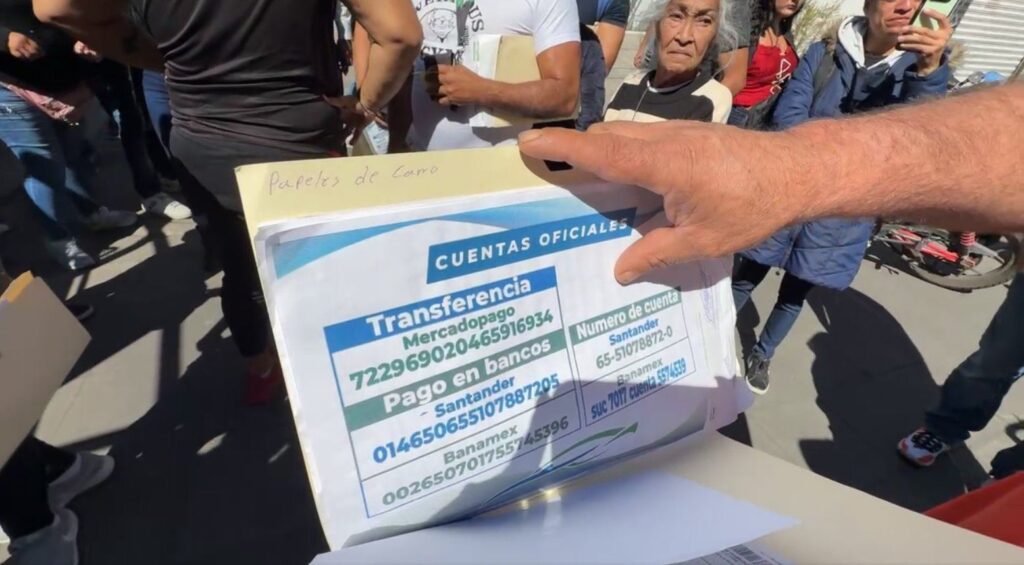 Papeles de Carro
CUENTAS OFICIALES
Transferencia
Mercadopago
722969020465916934
Pago en bancos
Santander
014650655107887205
Banamex
002650701755745396
Numero de cuenta
Santander
65-51078872-0
Banamex
suc 7017 cuenta 5574539